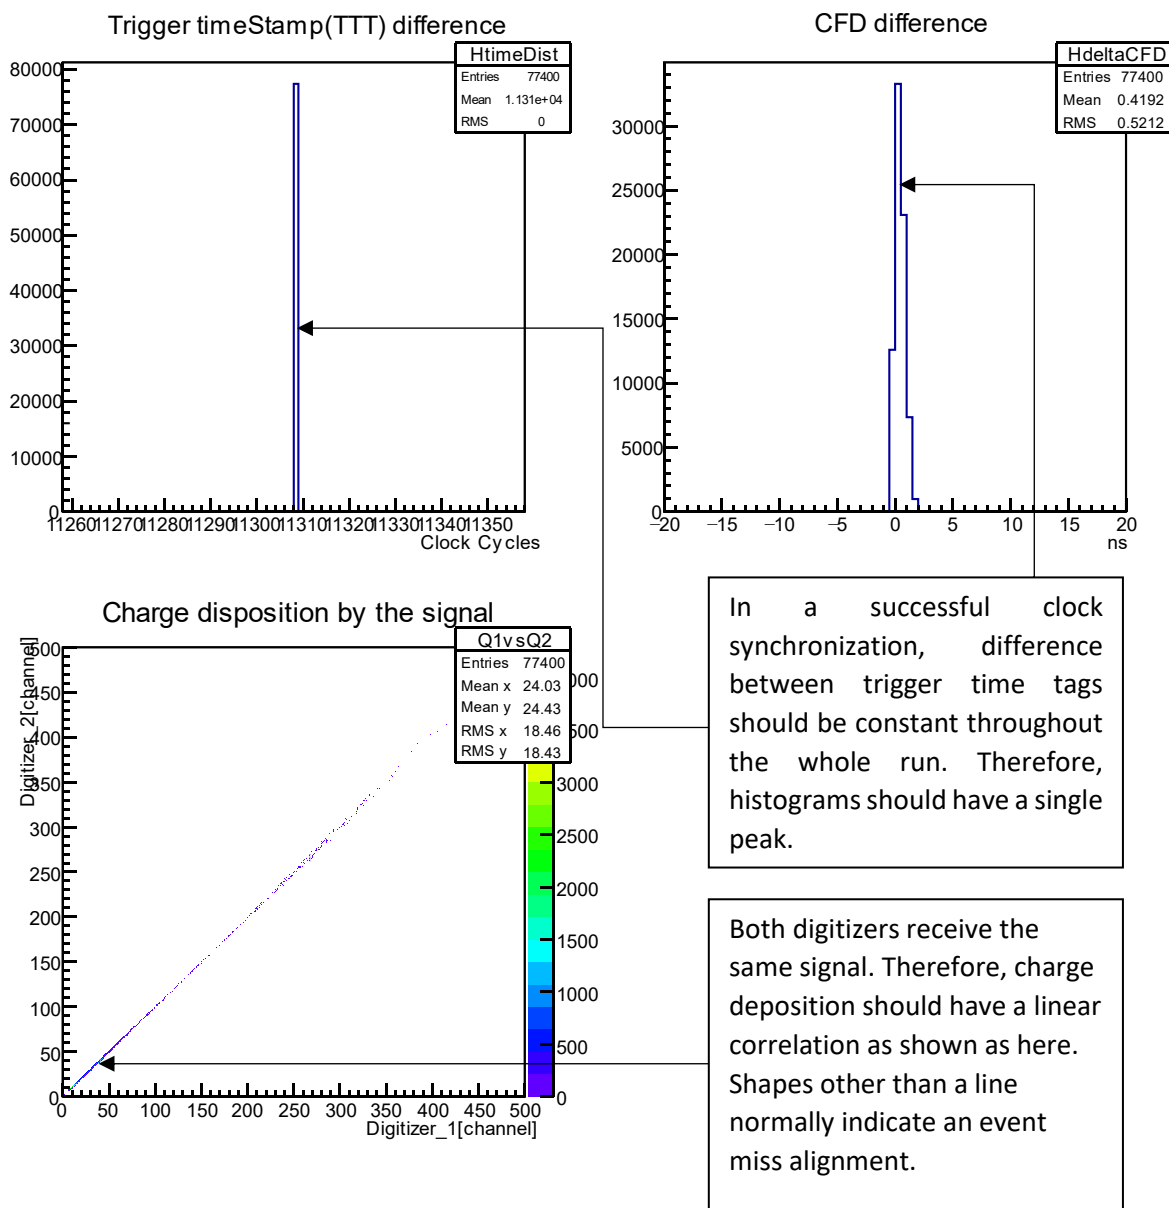 Trigger timeStamp(TTT) difference
HtimeDist
Entries 77400
Mean 1.131e+04
RMS 0
80000
70000
60000
50000
40000
30000
20000
10000
0
11260 11270 11280 11290 11300 11310 11320 11330 11340 11350
Clock Cycles
CFD difference
HdeltaCFD
Entries 77400
Mean 0.4192
RMS 0.5212
30000
25000
20000
15000
10000
5000
0
−20 −15 −10 −5 0 5 10 15 20
ns
In a successful clock
synchronization, difference
between trigger time tags
should be constant throughout
the whole run. Therefore,
histograms should have a single
peak.
Charge disposition by the signal
Q1vsQ2
Entries 77400
Mean x 24.03
Mean y 24.43
RMS x 18.46
RMS y 18.43
Digitizer_2[channel]
500
450
400
350
300
250
200
150
100
50
0
0 50 100 150 200 250 300 350 400 450 500
Digitizer_1[channel]
000
500
3000
2500
2000
1500
1000
500
0
Both digitizers receive the
same signal. Therefore, charge
deposition should have a linear
correlation as shown as here.
Shapes other than a line
normally indicate an event
miss alignment.